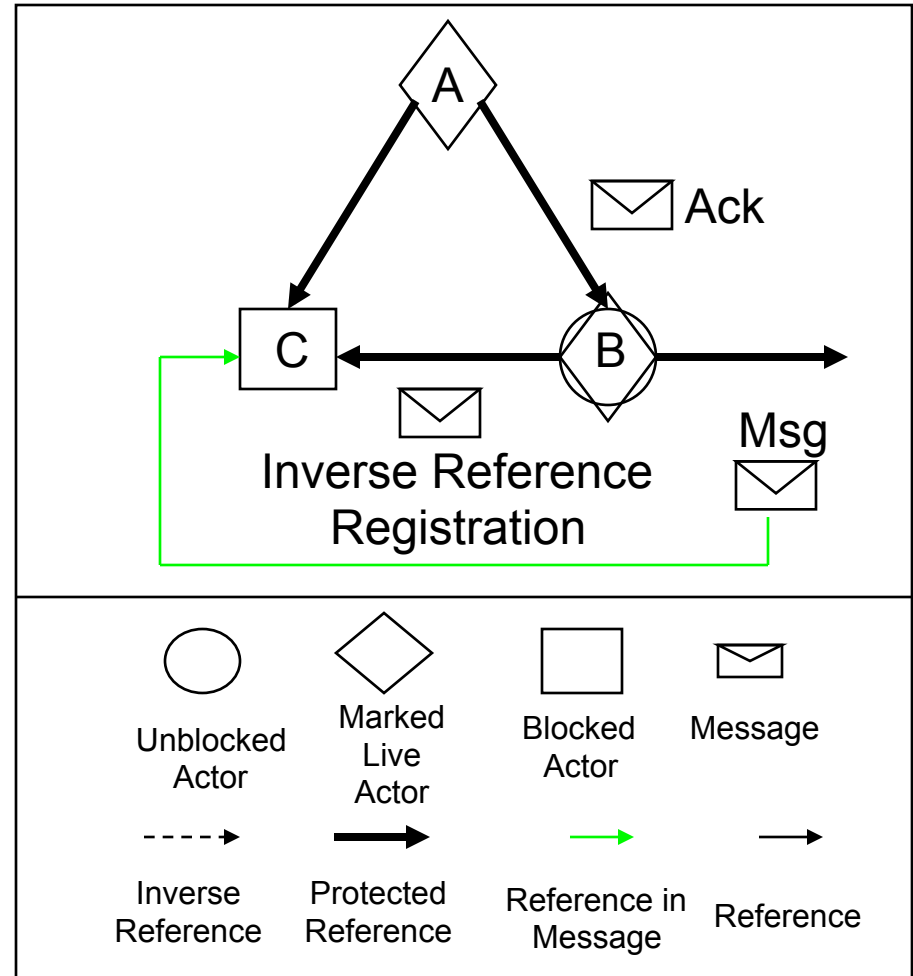 A
Ack
C
B
Msg
Inverse Reference
Registration
Unblocked
Actor
Marked
Live
Actor
Blocked
Actor
Message
Inverse
Reference
Protected
Reference
Reference in
Message
Reference